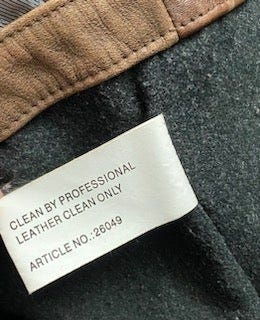 CLEAN BY PROFESSIONAL
LEATHER CLEAN ONLY
ARTICLE NO.:26049